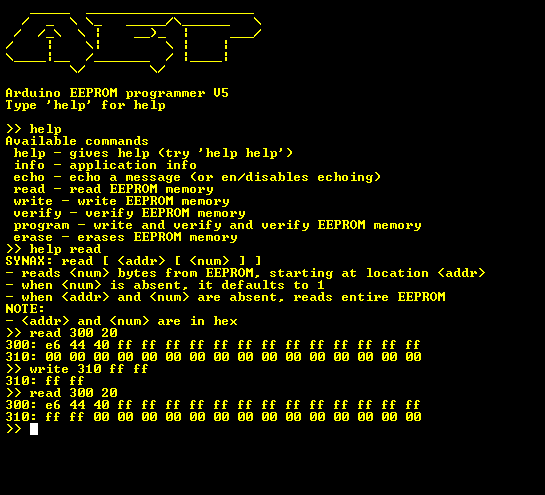 Arduino EEPROM programmer V5
Type 'help' for help
>> help
Available commands
help - gives help (try 'help help')
info - application info
echo - echo a message (or en/disables echoing)
read - read EEPROM memory
write - write EEPROM memory
verify - verify EEPROM memory
program - write and verify and verify EEPROM memory
erase - erases EEPROM memory
>> help read
SYNAX: read [ <addr> [ <num> ] ]
- reads <num> bytes from EEPROM, starting at location <addr>
- when <num> is absent, it defaults to 1
- when <addr> and <num> are absent, reads entire EEPROM
NOTE:
- <addr> and <num> are in hex
>> read 300 20
300: e6 44 40 ff ff ff ff ff ff ff ff ff ff ff ff ff
310: 00 00 00 00 00 00 00 00 00 00 00 00 00 00 00 00
>> write 310 ff ff
310: ff ff
>> read 300 20
300: e6 44 40 ff ff ff ff ff ff ff ff ff ff ff ff ff
310: ff ff 00 00 00 00 00 00 00 00 00 00 00 00 00 00
>>